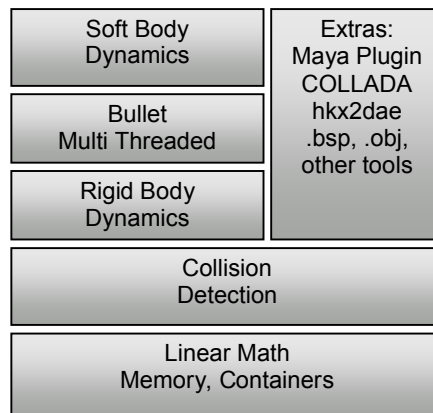 Soft Body
Dynamics
Bullet
Multi Threaded
Rigid Body
Dynamics
Extras:
Maya Plugin
COLLADA
hkx2dae
.bsp, .obj,
other tools
Collision
Detection
Linear Math
Memory, Containers